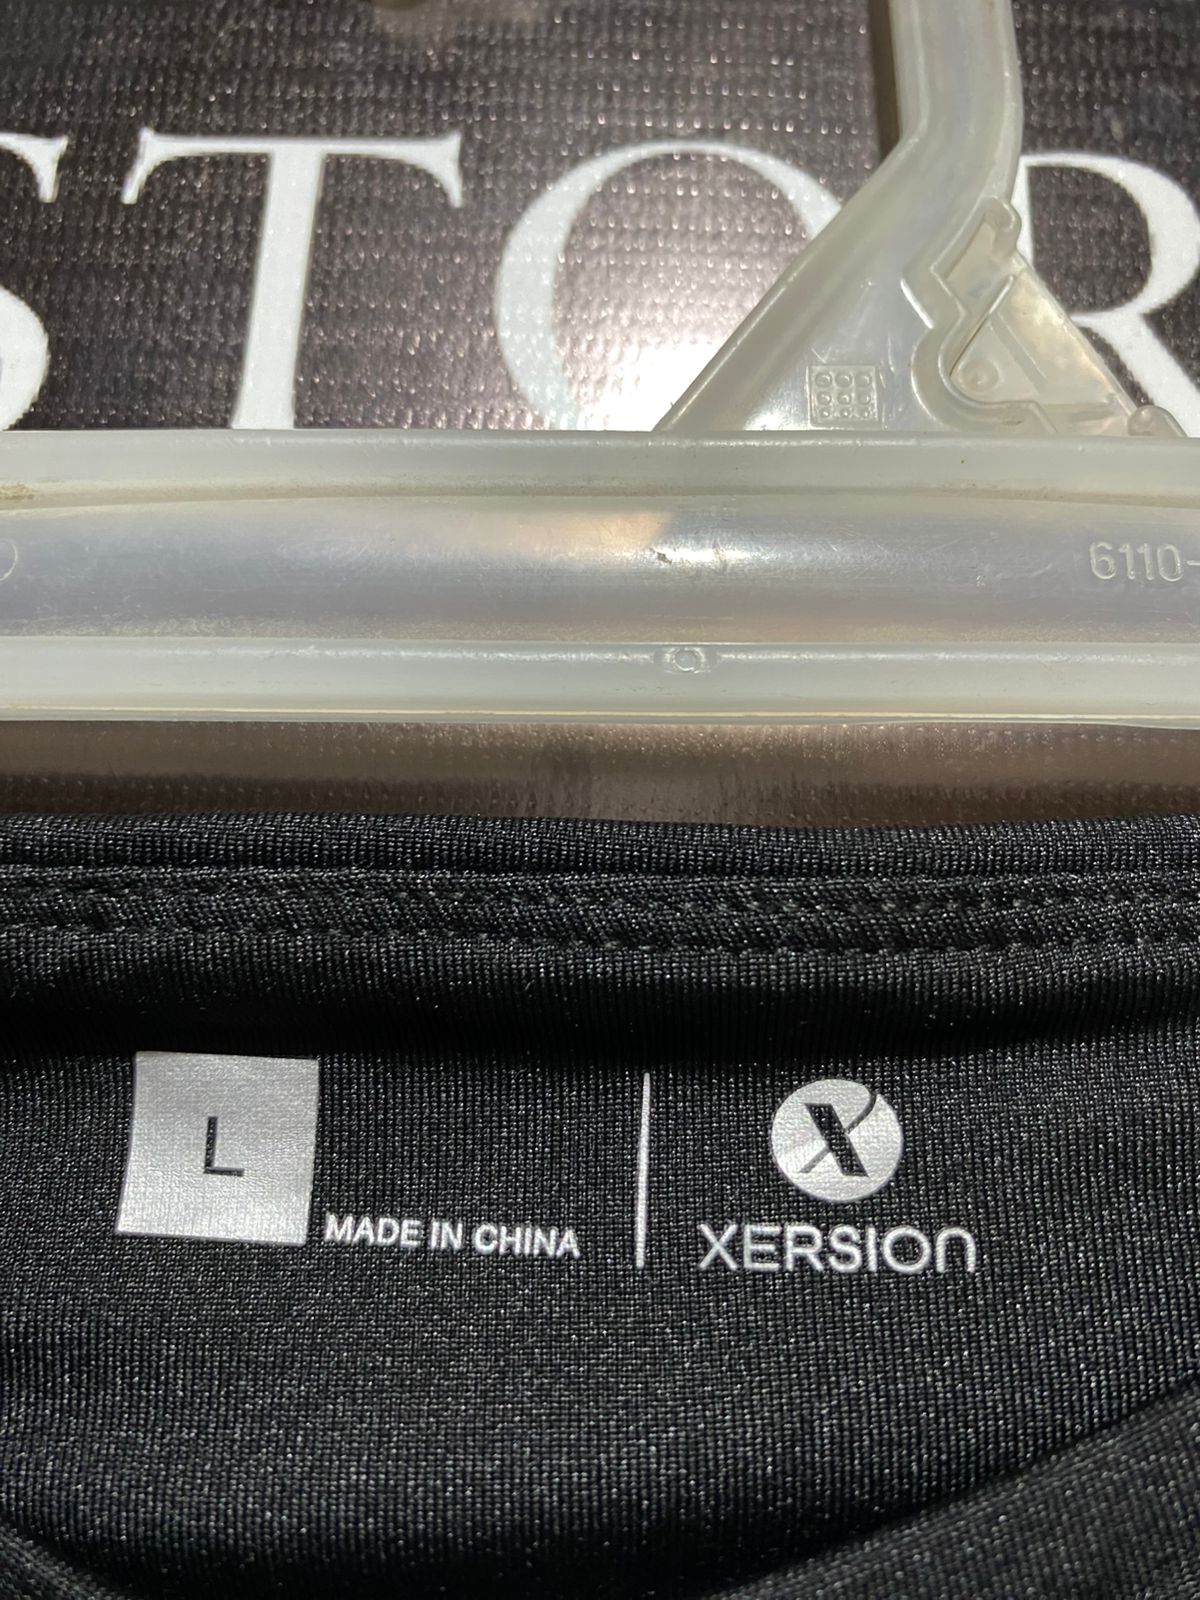 STOR
6110-
L
MADE IN CHINA
X
XERSION